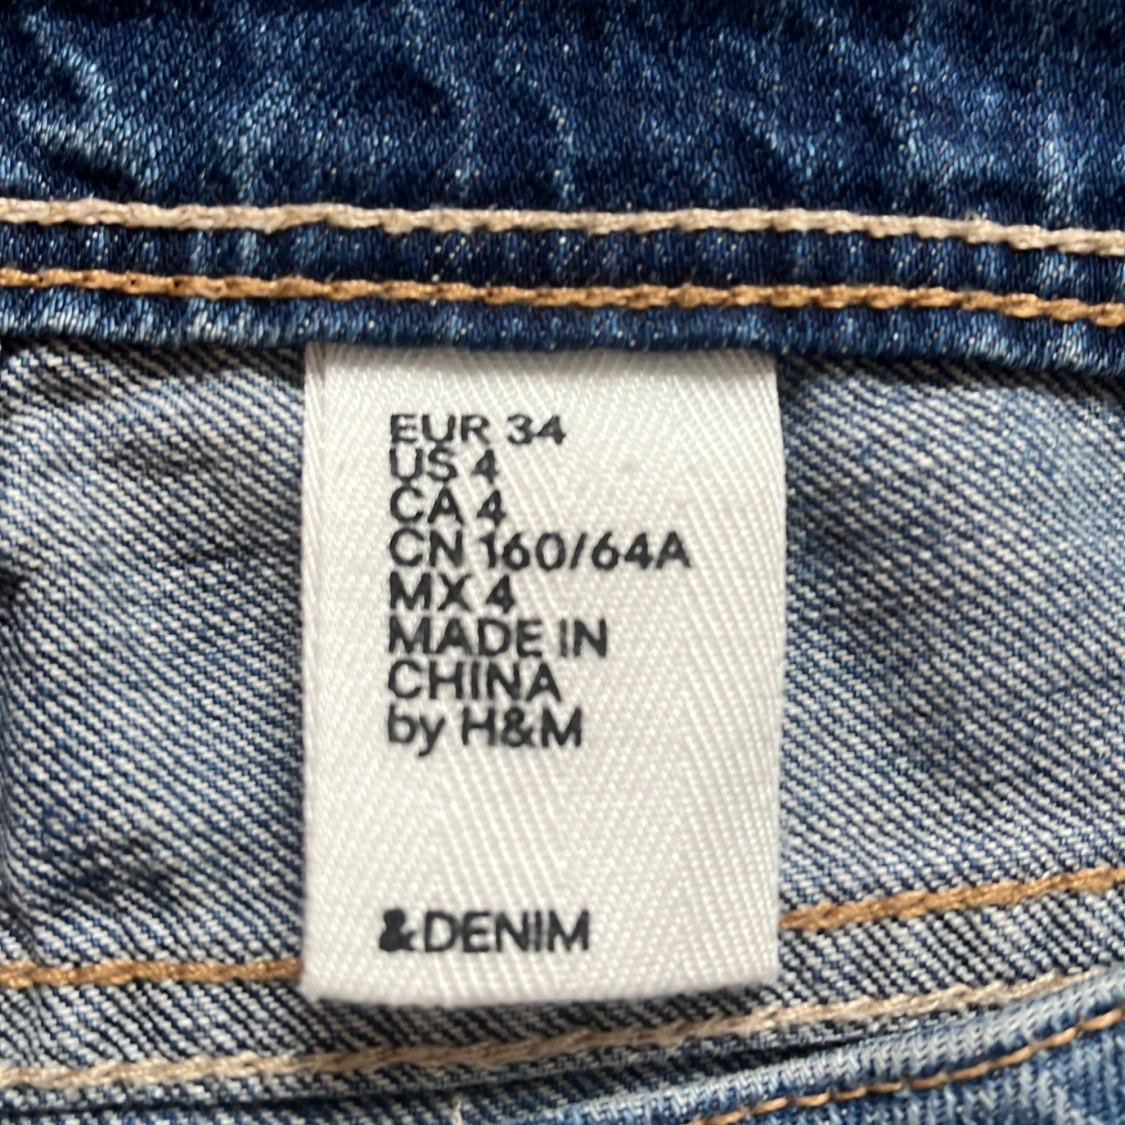 EUR 34
US 4
CA 4
CN 160/64A
MX 4
MADE IN
CHINA
by H&M
&DENIM